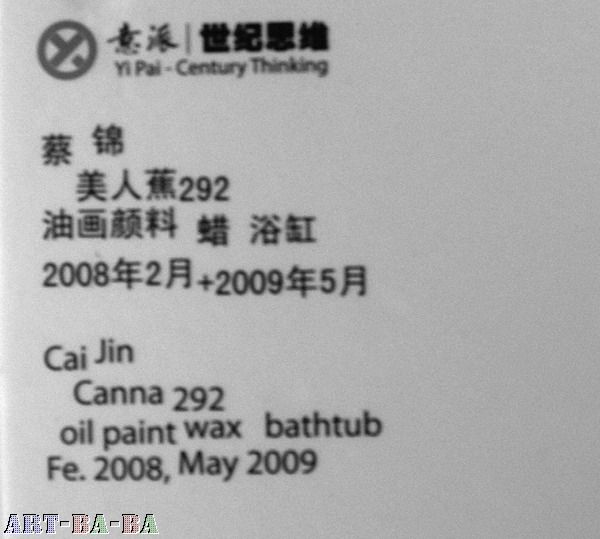 意派 | 世纪思维
Yi Pai - Century Thinking
蔡 锦
美人蕉292
油画颜料 蜡 浴缸
2008年2月+2009年5月
Cai Jin
Canna 292
oil paint wax bathtub
Fe. 2008, May 2009
ART-BA-BA